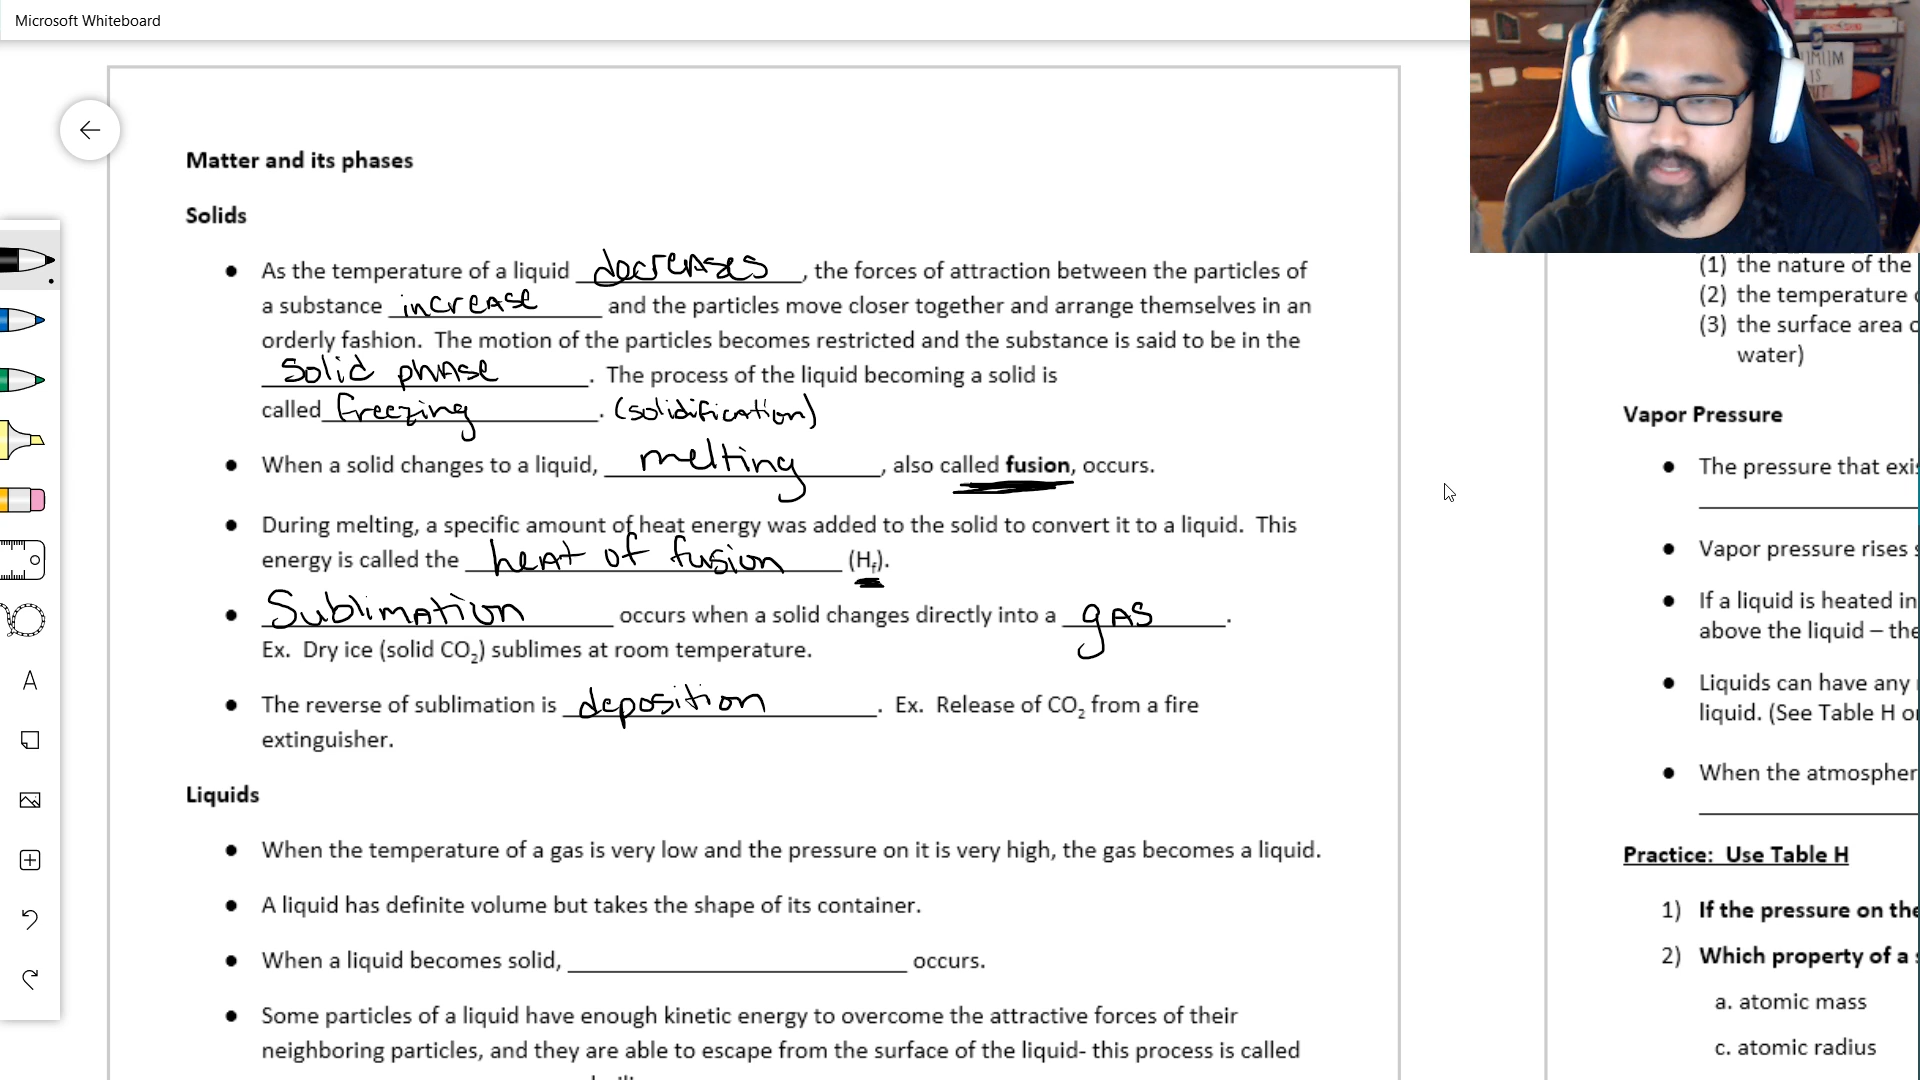 Microsoft Whiteboard
Matter and its phases
Solids
● As the temperature of a liquid decreases, the forces of attraction between the particles of
a substance increase and the particles move closer together and arrange themselves in an
orderly fashion. The motion of the particles becomes restricted and the substance is said to be in the
solid phase. The process of the liquid becoming a solid is
called freezing. (solidification)
● When a solid changes to a liquid, melting, also called fusion, occurs.
● During melting, a specific amount of heat energy was added to the solid to convert it to a liquid. This
energy is called the heat of fusion (Hf).
● Sublimation occurs when a solid changes directly into a gas.
Ex. Dry ice (solid CO₂) sublimes at room temperature.
● The reverse of sublimation is deposition. Ex. Release of CO₂ from a fire
extinguisher.
Liquids
● When the temperature of a gas is very low and the pressure on it is very high, the gas becomes a liquid.
● A liquid has definite volume but takes the shape of its container.
● When a liquid becomes solid, ____ occurs.
● Some particles of a liquid have enough kinetic energy to overcome the attractive forces of their
neighboring particles, and they are able to escape from the surface of the liquid- this process is called
(1) the nature of the
(2) the temperature
(3) the surface area
water)
Vapor Pressure
● The pressure that
● Vapor pressure rises
● If a liquid is heated in
above the liquid – the
● Liquids can have any
liquid. (See Table H
● When the
Practice: Use Table H
1) If the pressure on the
2) Which property of a
a. atomic mass
c. atomic radius
A
IS